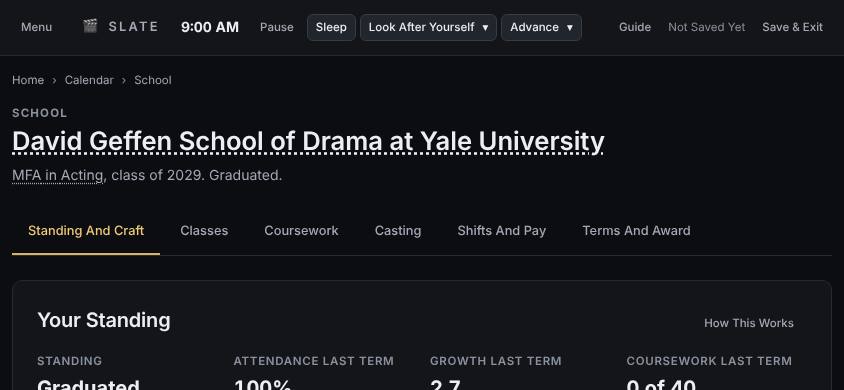 Menu 🎬 SLATE 9:00 AM Pause Sleep Look After Yourself ▾ Advance ▾ Guide Not Saved Yet Save & Exit
Home › Calendar › School
SCHOOL
David Geffen School of Drama at Yale University
MFA in Acting, class of 2029. Graduated.
Standing And Craft Classes Coursework Casting Shifts And Pay Terms And Award
Your Standing How This Works
STANDING ATTENDANCE LAST TERM GROWTH LAST TERM COURSEWORK LAST TERM
Graduated 100% 2.7 0 of 40